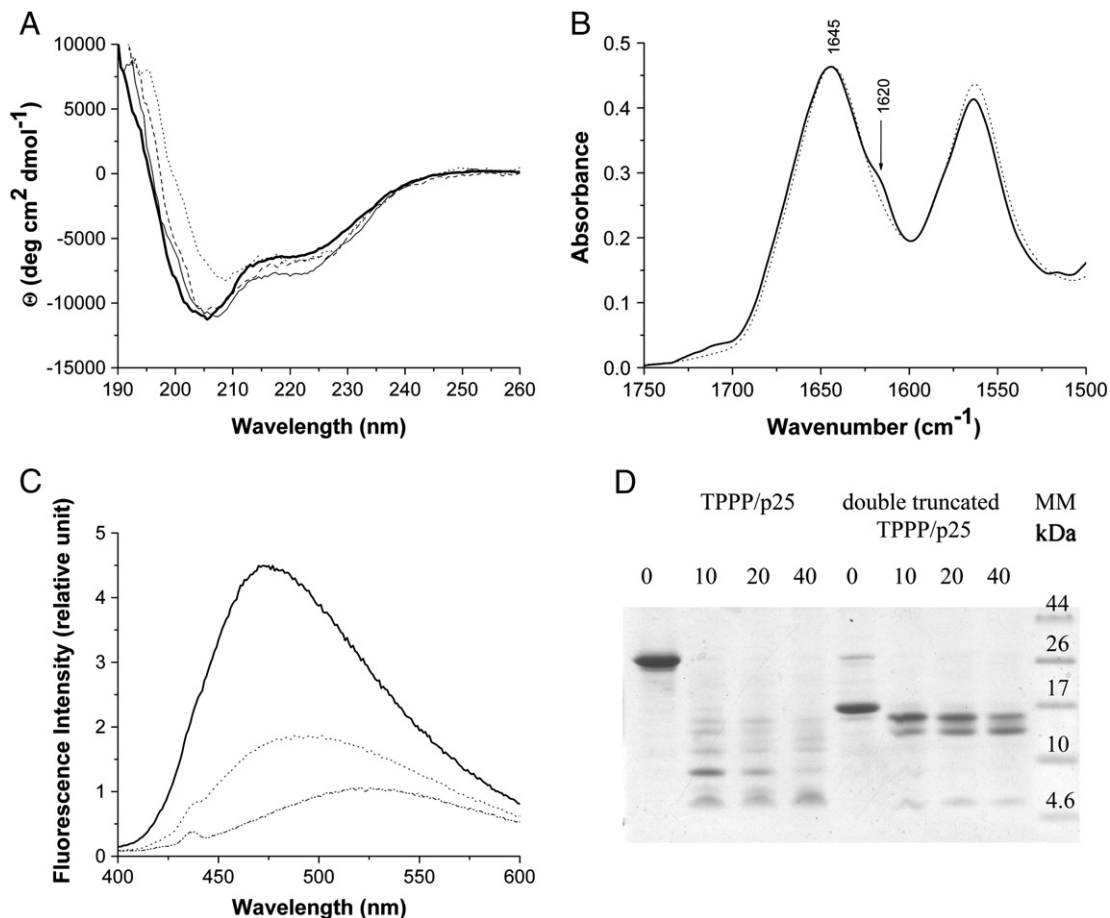 A
10000
5000
0
-5000
-10000
-15000
Θ (deg cm2 dmol-1)
190 200 210 220 230 240 250 260
Wavelength (nm)
B
0.5
0.4
0.3
0.2
0.1
0.0
Absorbance
1645
1620
1750 1700 1650 1600 1550 1500
Wavenumber (cm-1)
C
5
4
3
2
1
0
Fluorescence Intensity (relative unit)
400 450 500 550 600
Wavelength (nm)
D
TPPP/p25 double truncated MM
TPPP/p25 kDa
0 10 20 40 0 10 20 40
44
26
17
10
4.6